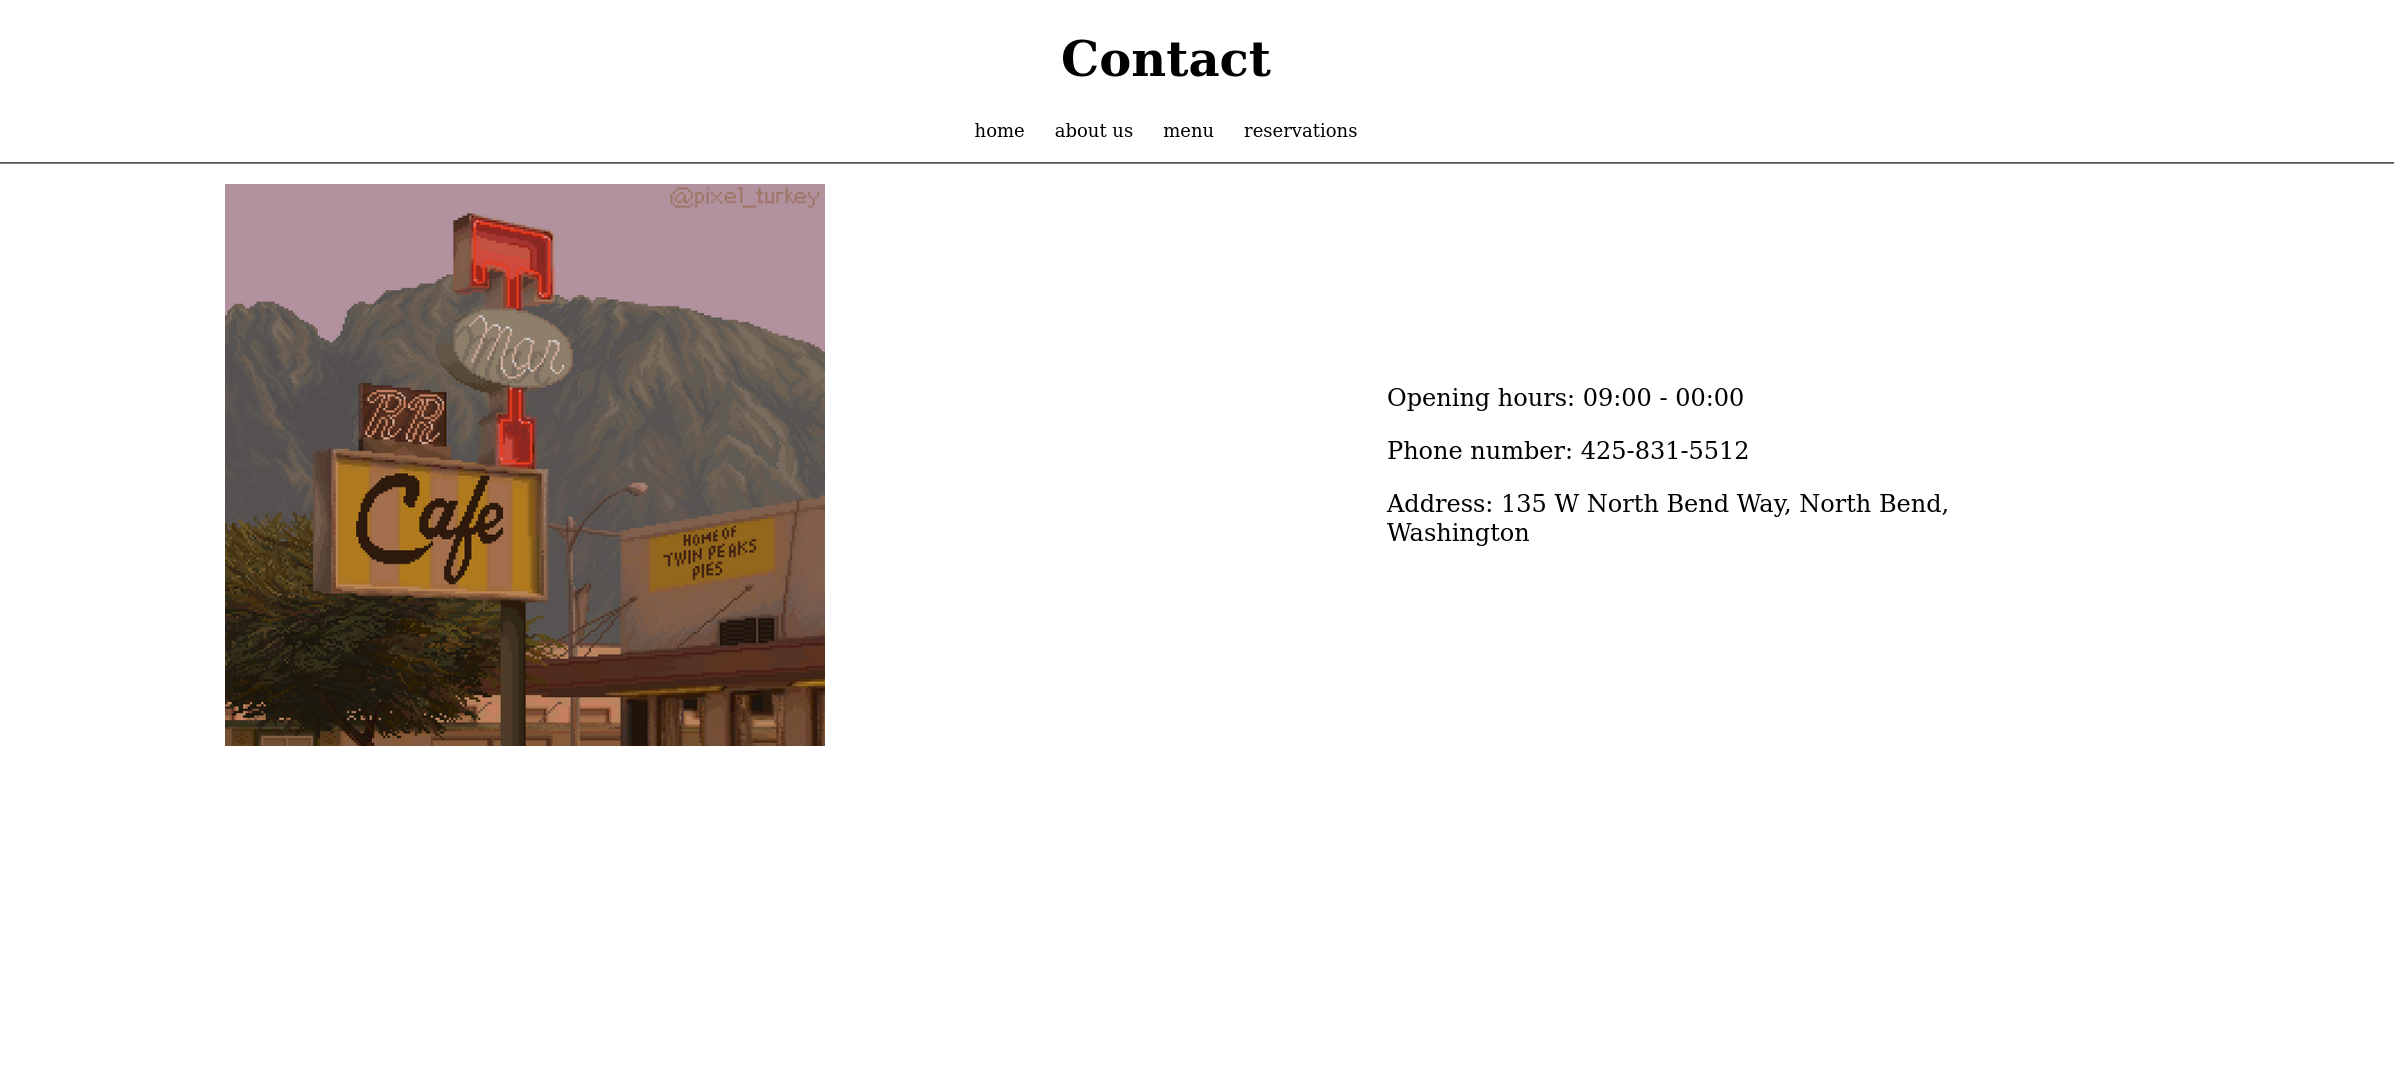 Contact
home about us menu reservations
@pixel_turkey
Mar
RR
Cafe
HOME OF
TWIN PEAKS
PIES
Opening hours: 09:00 - 00:00
Phone number: 425-831-5512
Address: 135 W North Bend Way, North Bend,
Washington